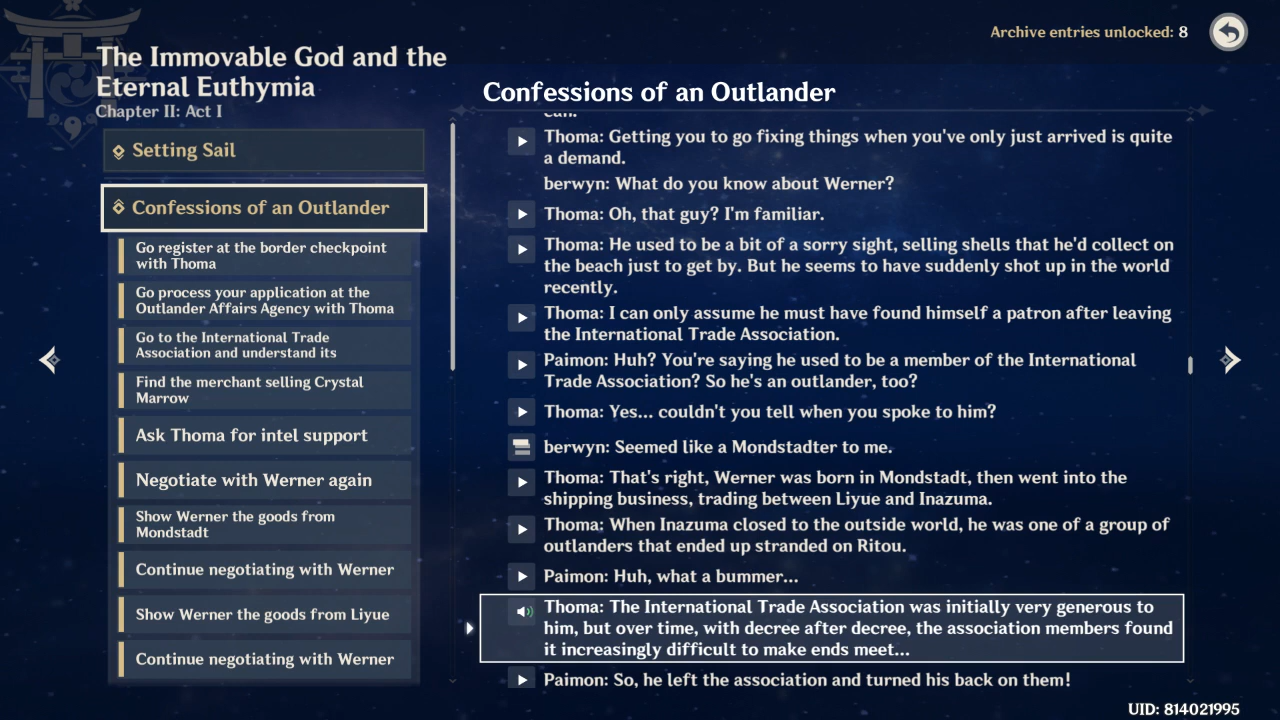 Archive entries unlocked: 8
The Immovable God and the
Eternal Euthymia
Chapter II: Act I
Setting Sail
Confessions of an Outlander
Go register at the border checkpoint
with Thoma
Go process your application at the
Outlander Affairs Agency with Thoma
Go to the International Trade
Association and understand its
Find the merchant selling Crystal
Marrow
Ask Thoma for intel support
Negotiate with Werner again
Show Werner the goods from
Mondstadt
Continue negotiating with Werner
Show Werner the goods from Liyue
Continue negotiating with Werner
Confessions of an Outlander
can.
Thoma: Getting you to go fixing things when you've only just arrived is quite
a demand.
berwyn: What do you know about Werner?
Thoma: Oh, that guy? I'm familiar.
Thoma: He used to be a bit of a sorry sight, selling shells that he'd collect on
the beach just to get by. But he seems to have suddenly shot up in the world
recently.
Thoma: I can only assume he must have found himself a patron after leaving
the International Trade Association.
Paimon: Huh? You're saying he used to be a member of the International
Trade Association? So he's an outlander, too?
Thoma: Yes... couldn't you tell when you spoke to him?
berwyn: Seemed like a Mondstadter to me.
Thoma: That's right, Werner was born in Mondstadt, then went into the
shipping business, trading between Liyue and Inazuma.
Thoma: When Inazuma closed to the outside world, he was one of a group of
outlanders that ended up stranded on Ritou.
Paimon: Huh, what a bummer...
Thoma: The International Trade Association was initially very generous to
him, but over time, with decree after decree, the association members found
it increasingly difficult to make ends meet...
Paimon: So, he left the association and turned his back on them!
UID: 814021995